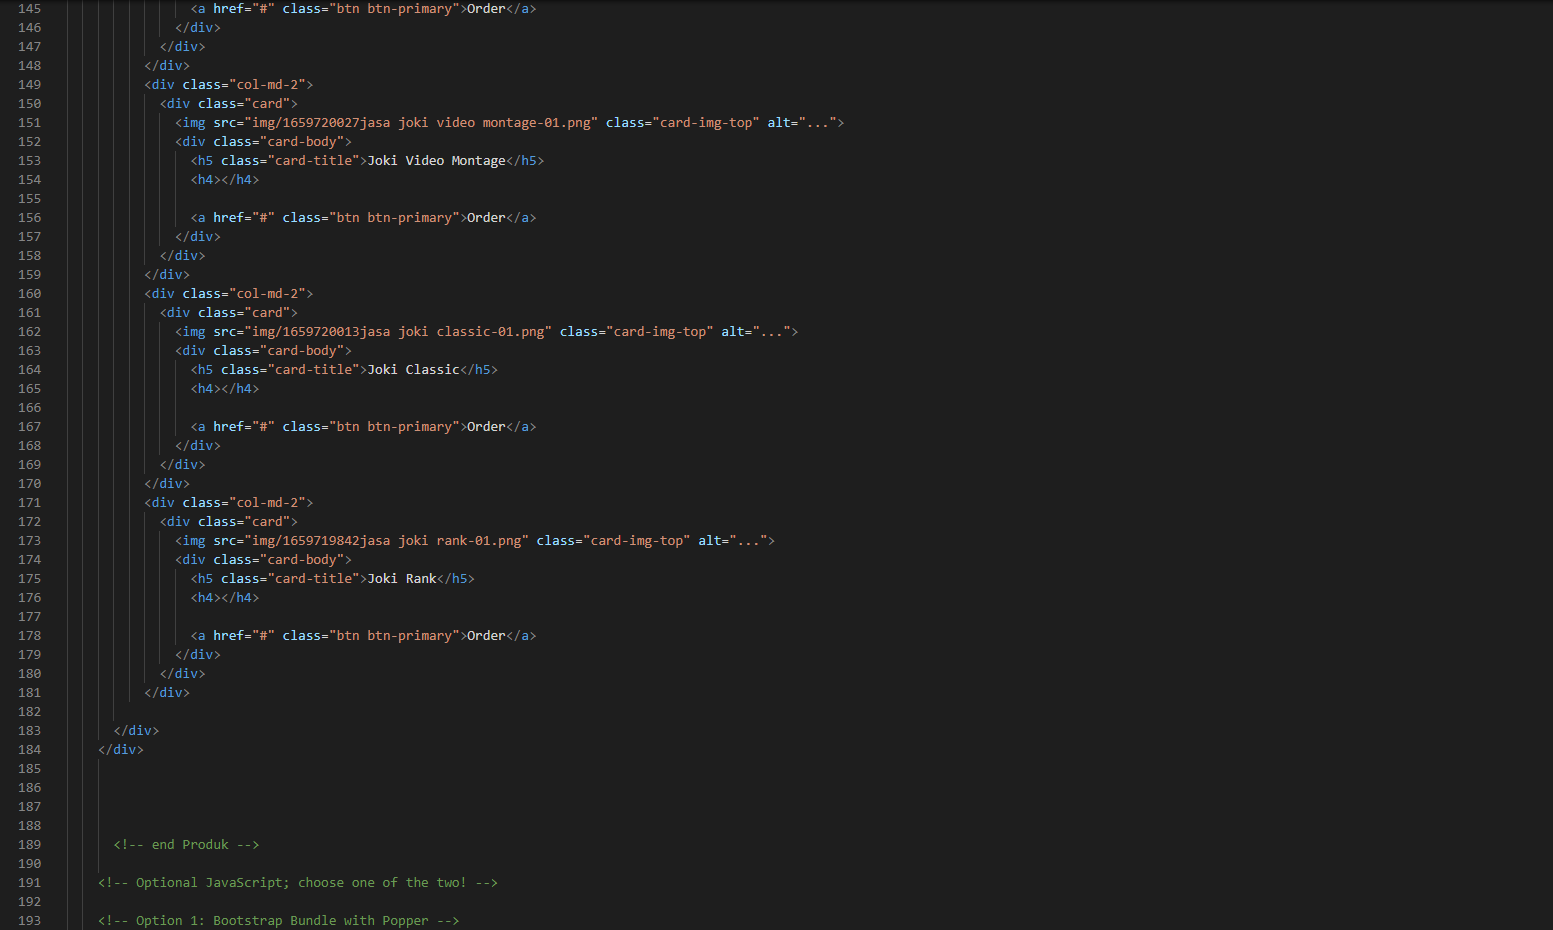 145 <a href="#" class="btn btn-primary">Order</a>
146 </div>
147 </div>
148 </div>
149 <div class="col-md-2">
150 <div class="card">
151 <img src="img/1659720027jasa joki video montage-01.png" class="card-img-top" alt="...">
152 <div class="card-body">
153 <h5 class="card-title">Joki Video Montage</h5>
154 <h4></h4>
155
156 <a href="#" class="btn btn-primary">Order</a>
157 </div>
158 </div>
159 </div>
160 <div class="col-md-2">
161 <div class="card">
162 <img src="img/1659720013jasa joki classic-01.png" class="card-img-top" alt="...">
163 <div class="card-body">
164 <h5 class="card-title">Joki Classic</h5>
165 <h4></h4>
166
167 <a href="#" class="btn btn-primary">Order</a>
168 </div>
169 </div>
170 </div>
171 <div class="col-md-2">
172 <div class="card">
173 <img src="img/1659719842jasa joki rank-01.png" class="card-img-top" alt="...">
174 <div class="card-body">
175 <h5 class="card-title">Joki Rank</h5>
176 <h4></h4>
177
178 <a href="#" class="btn btn-primary">Order</a>
179 </div>
180 </div>
181 </div>
182
183 </div>
184 </div>
185
186
187
188
189 <!-- end Produk -->
190
191 <!-- Optional JavaScript; choose one of the two! -->
192
193 <!-- Option 1: Bootstrap Bundle with Popper -->